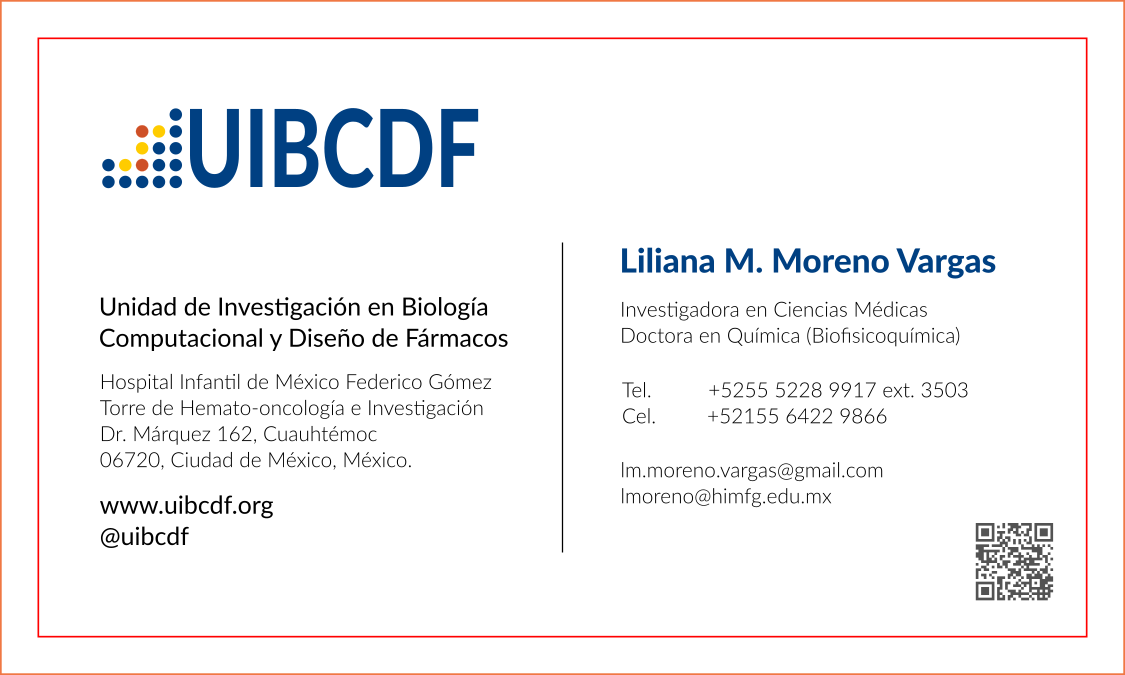 UIBCDF
Unidad de Investigación en Biología
Computacional y Diseño de Fármacos
Hospital Infantil de México Federico Gómez
Torre de Hemato-oncología e Investigación
Dr. Márquez 162, Cuauhtémoc
06720, Ciudad de México, México.
www.uibcdf.org
@uibcdf
Liliana M. Moreno Vargas
Investigadora en Ciencias Médicas
Doctora en Química (Biofisicoquímica)
Tel. +5255 5228 9917 ext. 3503
Cel. +52155 6422 9866
lm.moreno.vargas@gmail.com
lmoreno@himfg.edu.mx